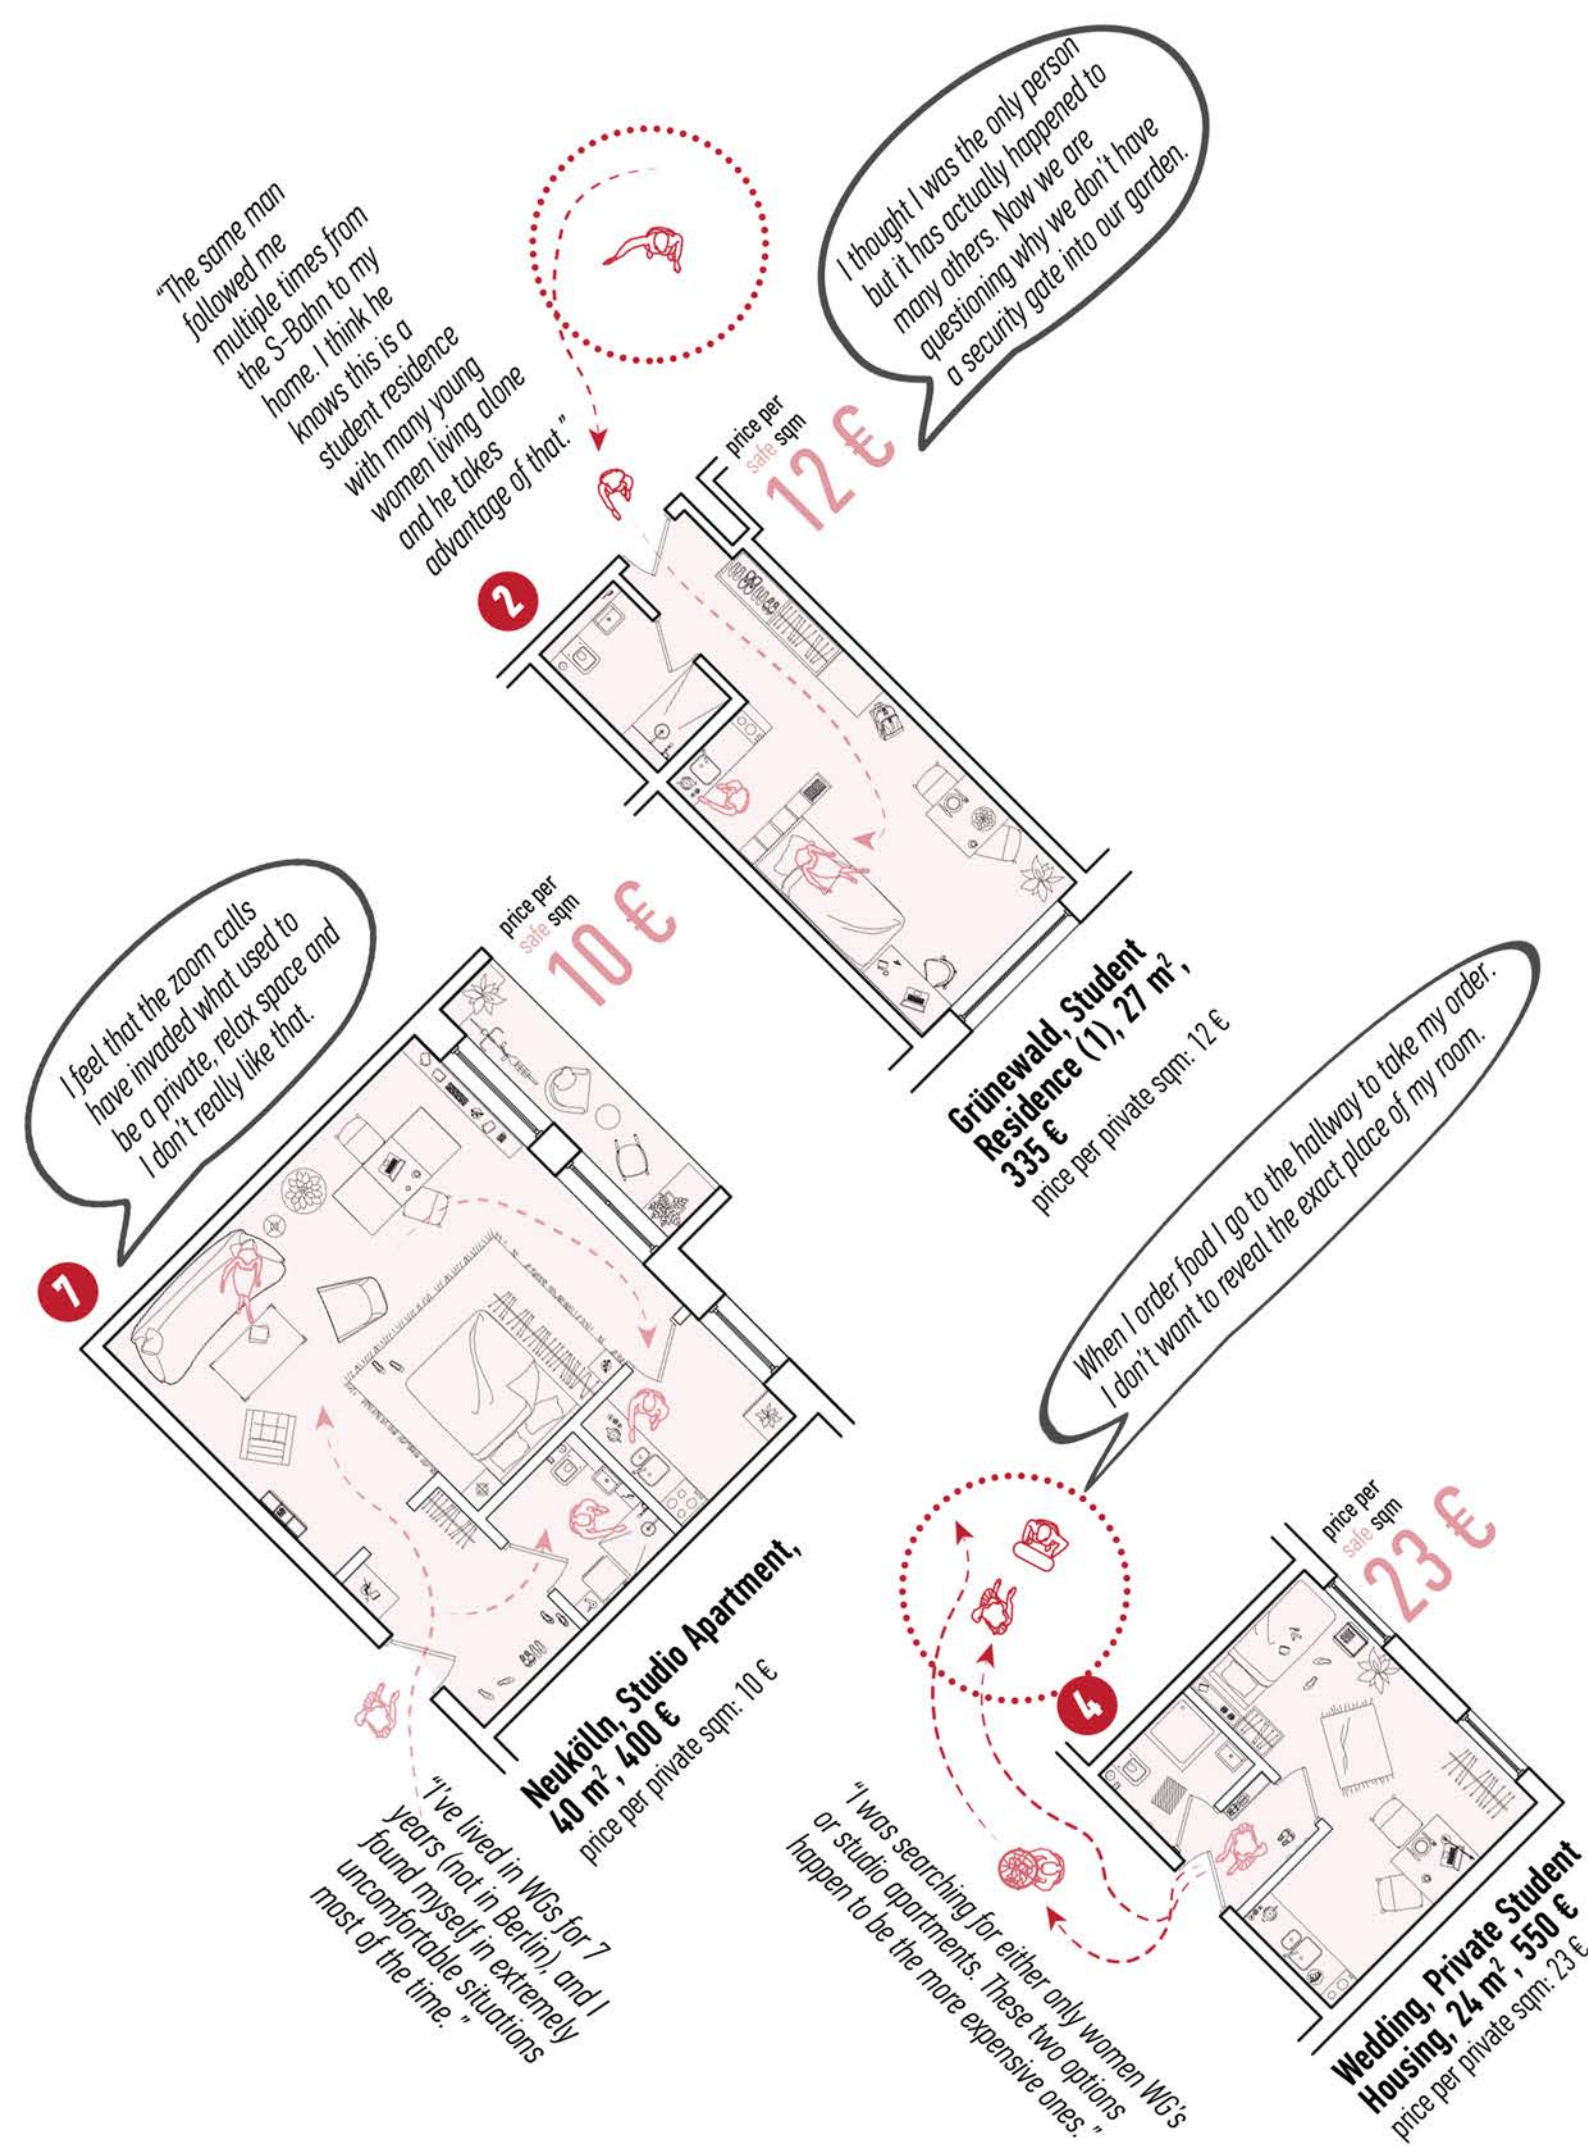 "The same man
followed me
multiple times from
the S-Bahn to my
home. I think he
knows this is a
student residence
with many young
women living alone
and he takes
advantage of that."
2
I thought I was the only person
but it has actually happened to
many others. Now we are
questioning why we don't have
a security gate into our garden.
price per
safe sqm
12 €
Grünewald, Student
Residence (1), 27 m²,
335 €
price per private sqm: 12 €
I feel that the zoom calls
have invaded what used to
be a private, relax space and
I don't really like that.
7
price per
safe sqm
10 €
Neukölln, Studio Apartment,
40 m², 400 €
price per private sqm: 10 €
"I've lived in WGs for 7
years (not in Berlin), and I
found myself in extremely
uncomfortable situations
most of the time."
When I order food I go to the hallway to take my order.
I don't want to reveal the exact place of my room.
4
price per
safe sqm
23 €
"I was searching for either only women WG's
or studio apartments. These two options
happen to be the more expensive ones."
Wedding, Private Student
Housing, 24 m², 550 €
price per private sqm: 23 €